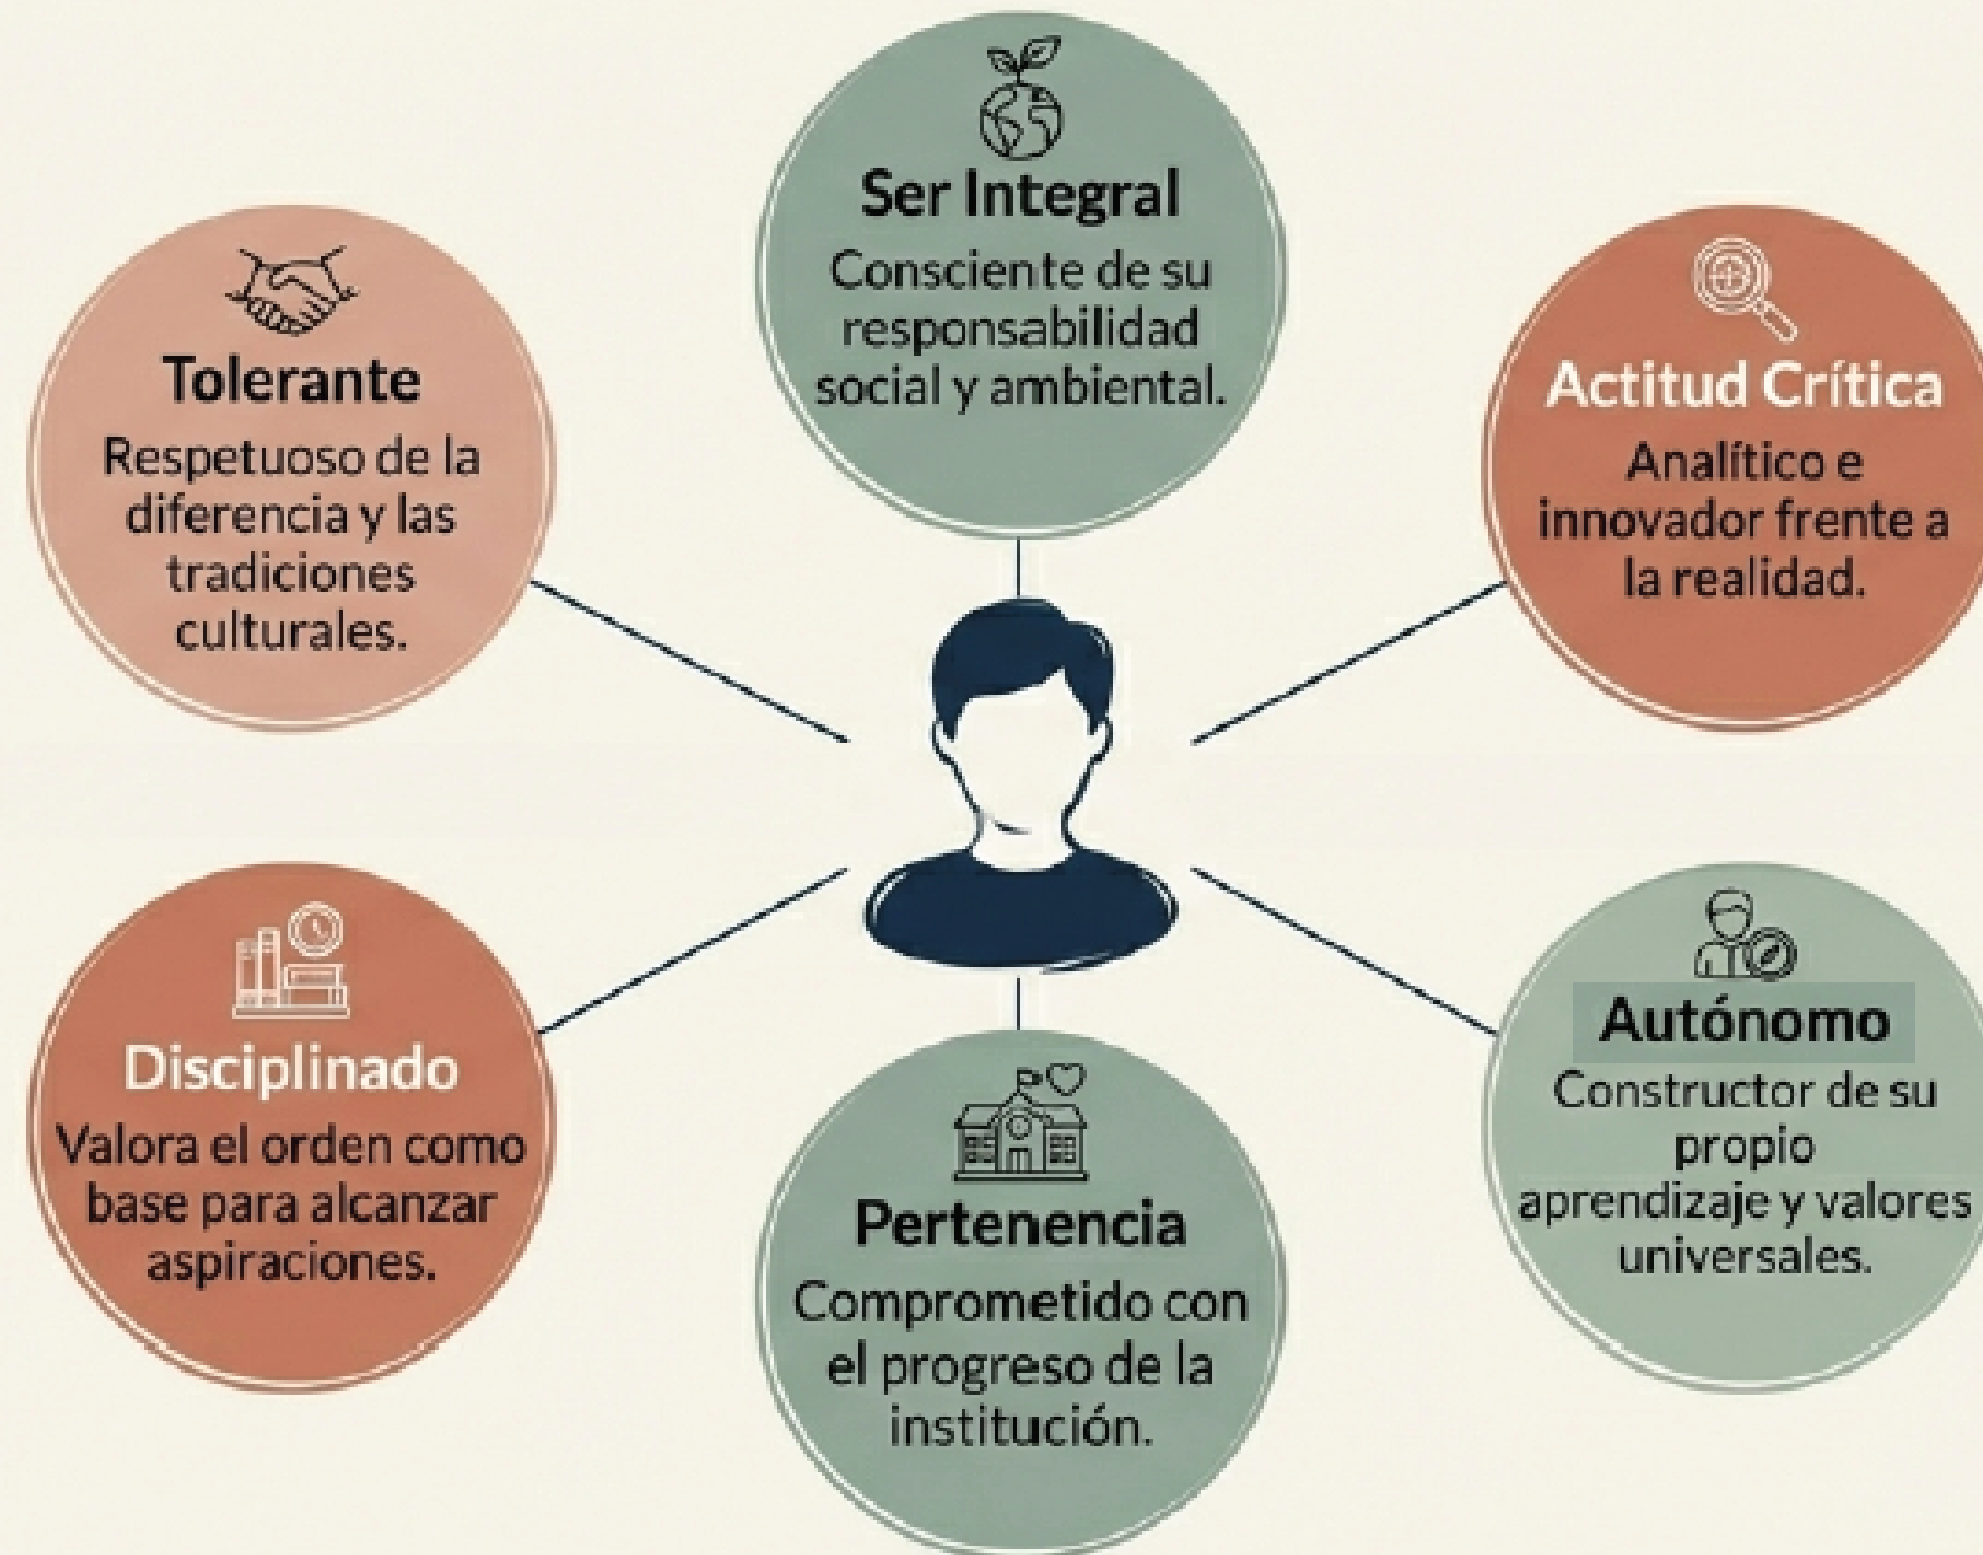 Ser Integral
Consciente de su
responsabilidad
social y ambiental.
Tolerante
Respetuoso de la
diferencia y las
tradiciones
culturales.
Actitud Crítica
Analítico e
innovador frente a
la realidad.
Disciplinado
Valora el orden como
base para alcanzar
aspiraciones.
Pertenencia
Comprometido con
el progreso de la
institución.
Autónomo
Constructor de su
propio
aprendizaje y valores
universales.